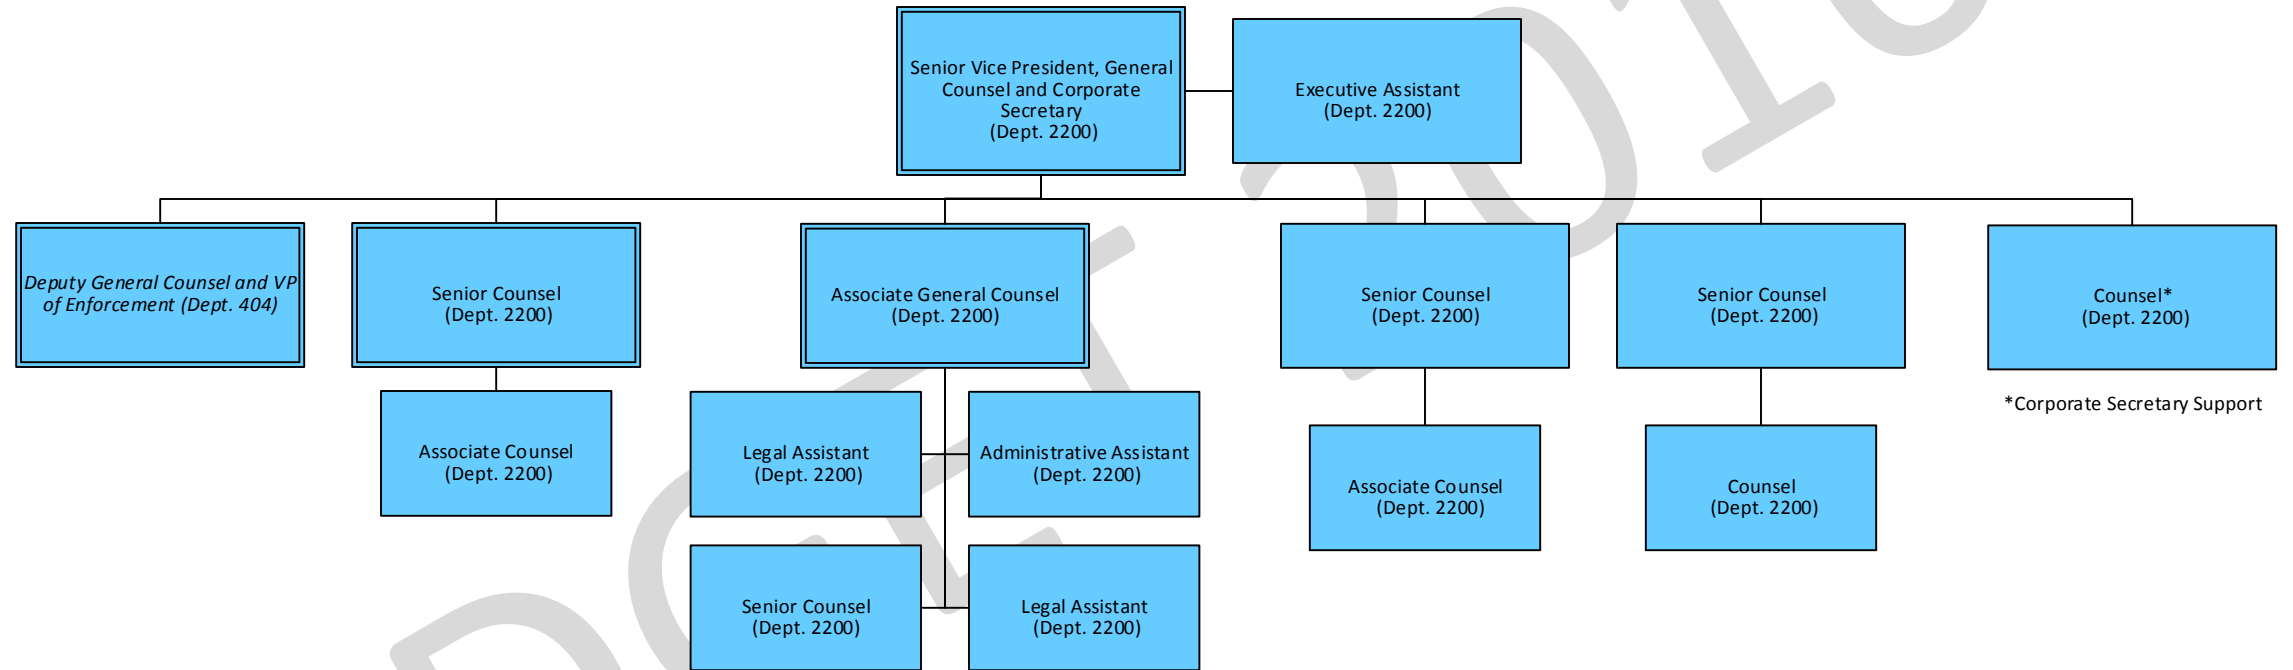 Senior Vice President, General
Counsel and Corporate
Secretary
(Dept. 2200)
Executive Assistant
(Dept. 2200)
Deputy General Counsel and VP
of Enforcement (Dept. 404)
Senior Counsel
(Dept. 2200)
Associate General Counsel
(Dept. 2200)
Senior Counsel
(Dept. 2200)
Senior Counsel
(Dept. 2200)
Counsel*
(Dept. 2200)
*Corporate Secretary Support
Associate Counsel
(Dept. 2200)
Legal Assistant
(Dept. 2200)
Administrative Assistant
(Dept. 2200)
Associate Counsel
(Dept. 2200)
Counsel
(Dept. 2200)
Senior Counsel
(Dept. 2200)
Legal Assistant
(Dept. 2200)